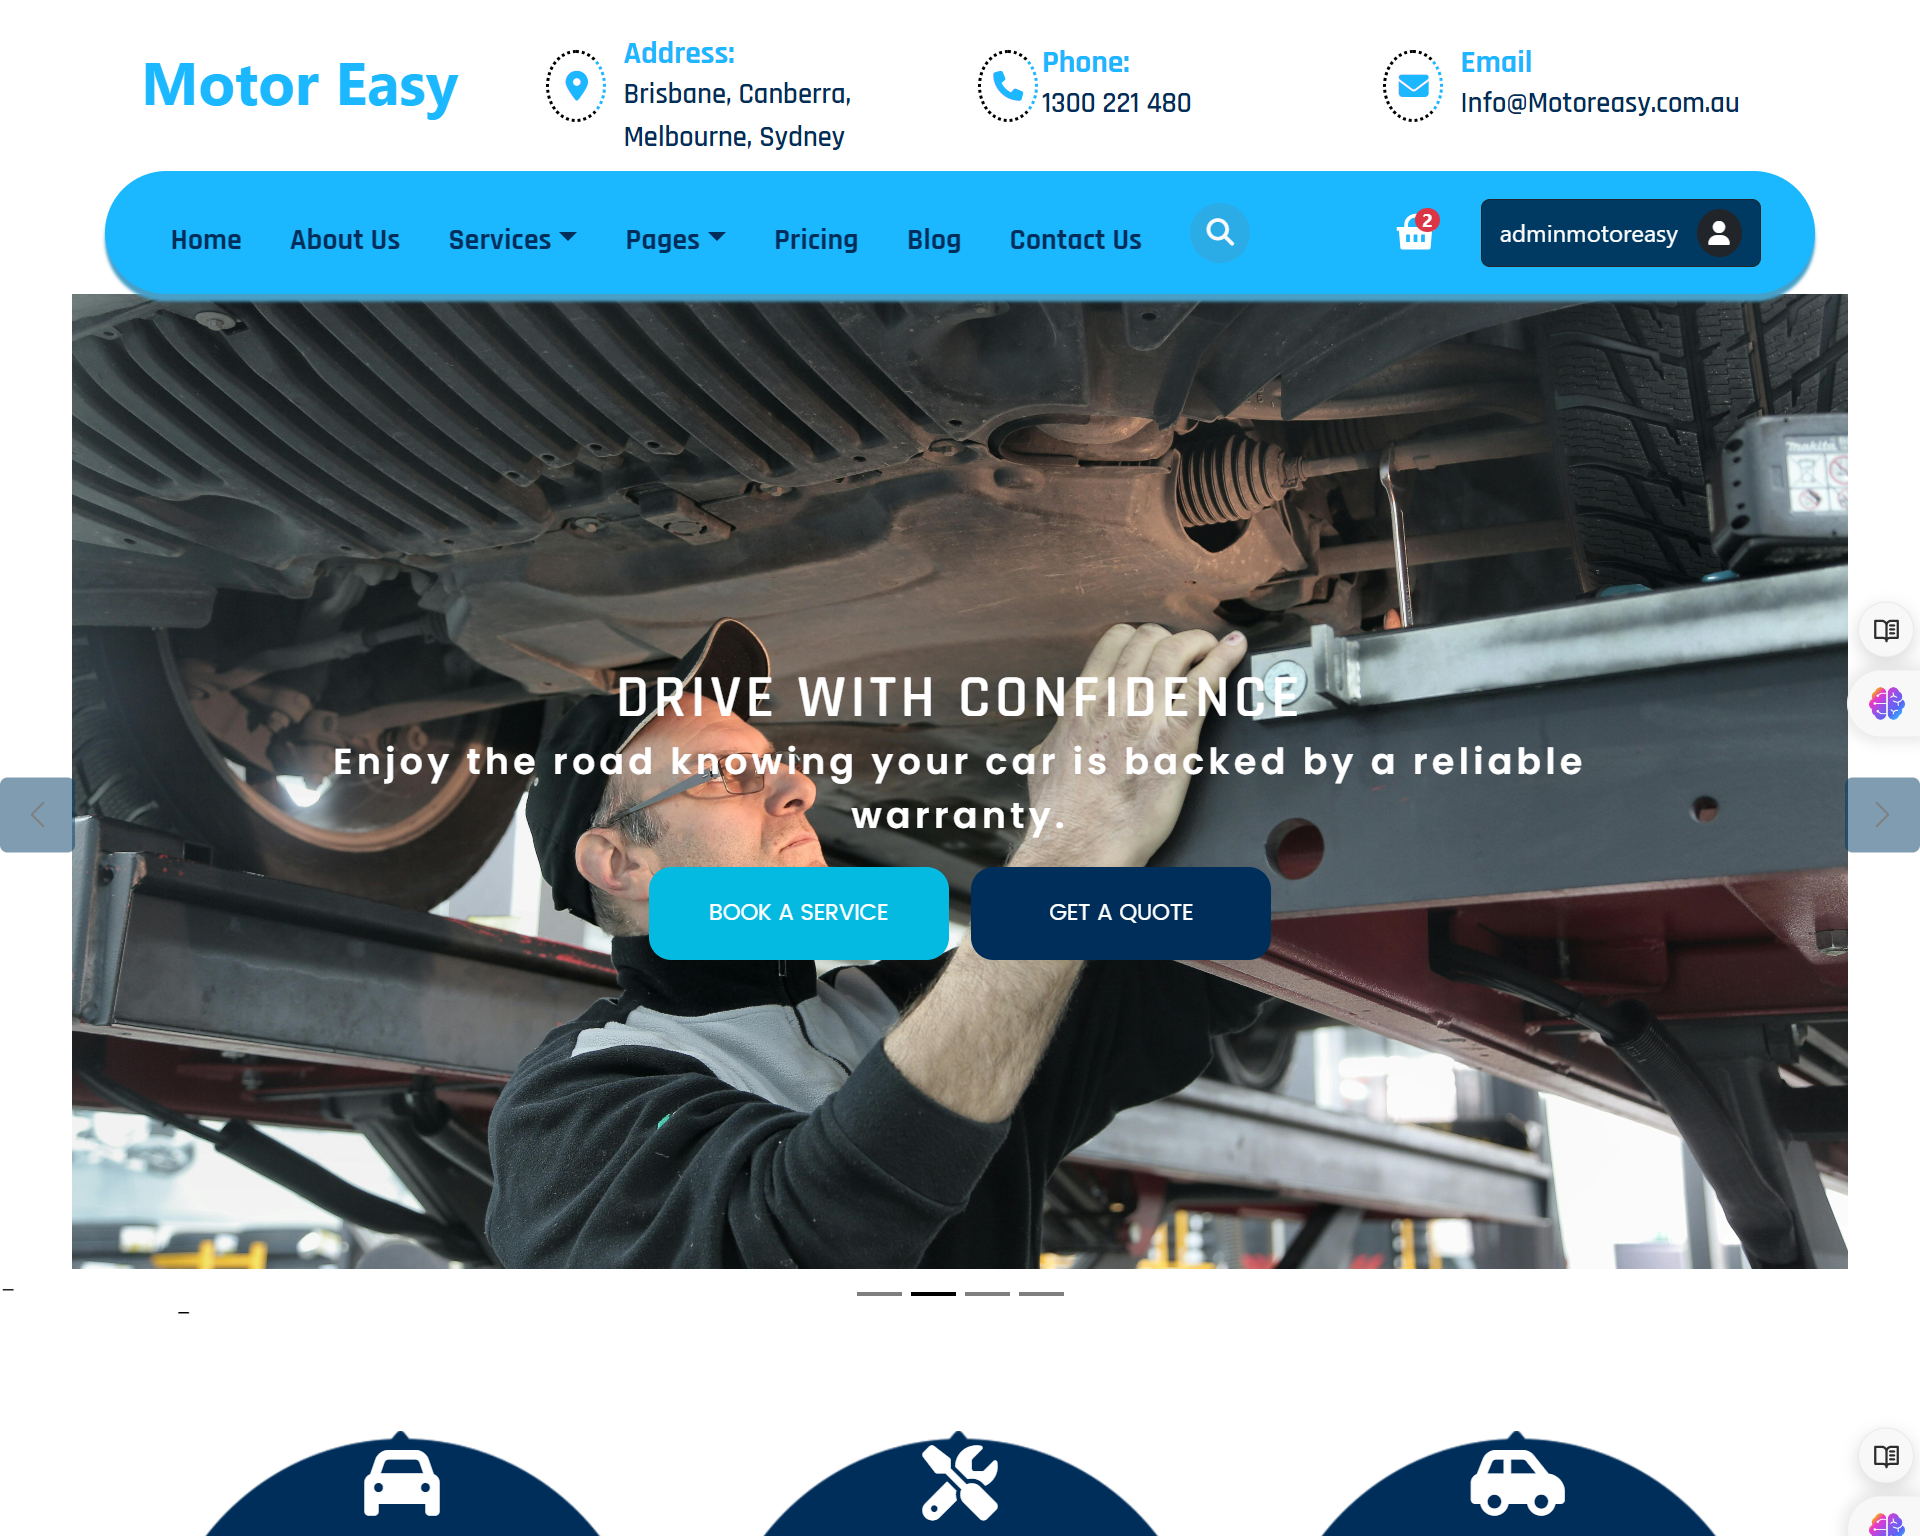 Motor Easy
Address:
Brisbane, Canberra,
Melbourne, Sydney
Phone:
1300 221 480
Email
Info@Motoreasy.com.au
Home About Us Services Pages Pricing Blog Contact Us
2
adminmotoreasy
makita
DRIVE WITH CONFIDENCE
Enjoy the road knowing your car is backed by a reliable
warranty.
BOOK A SERVICE
GET A QUOTE